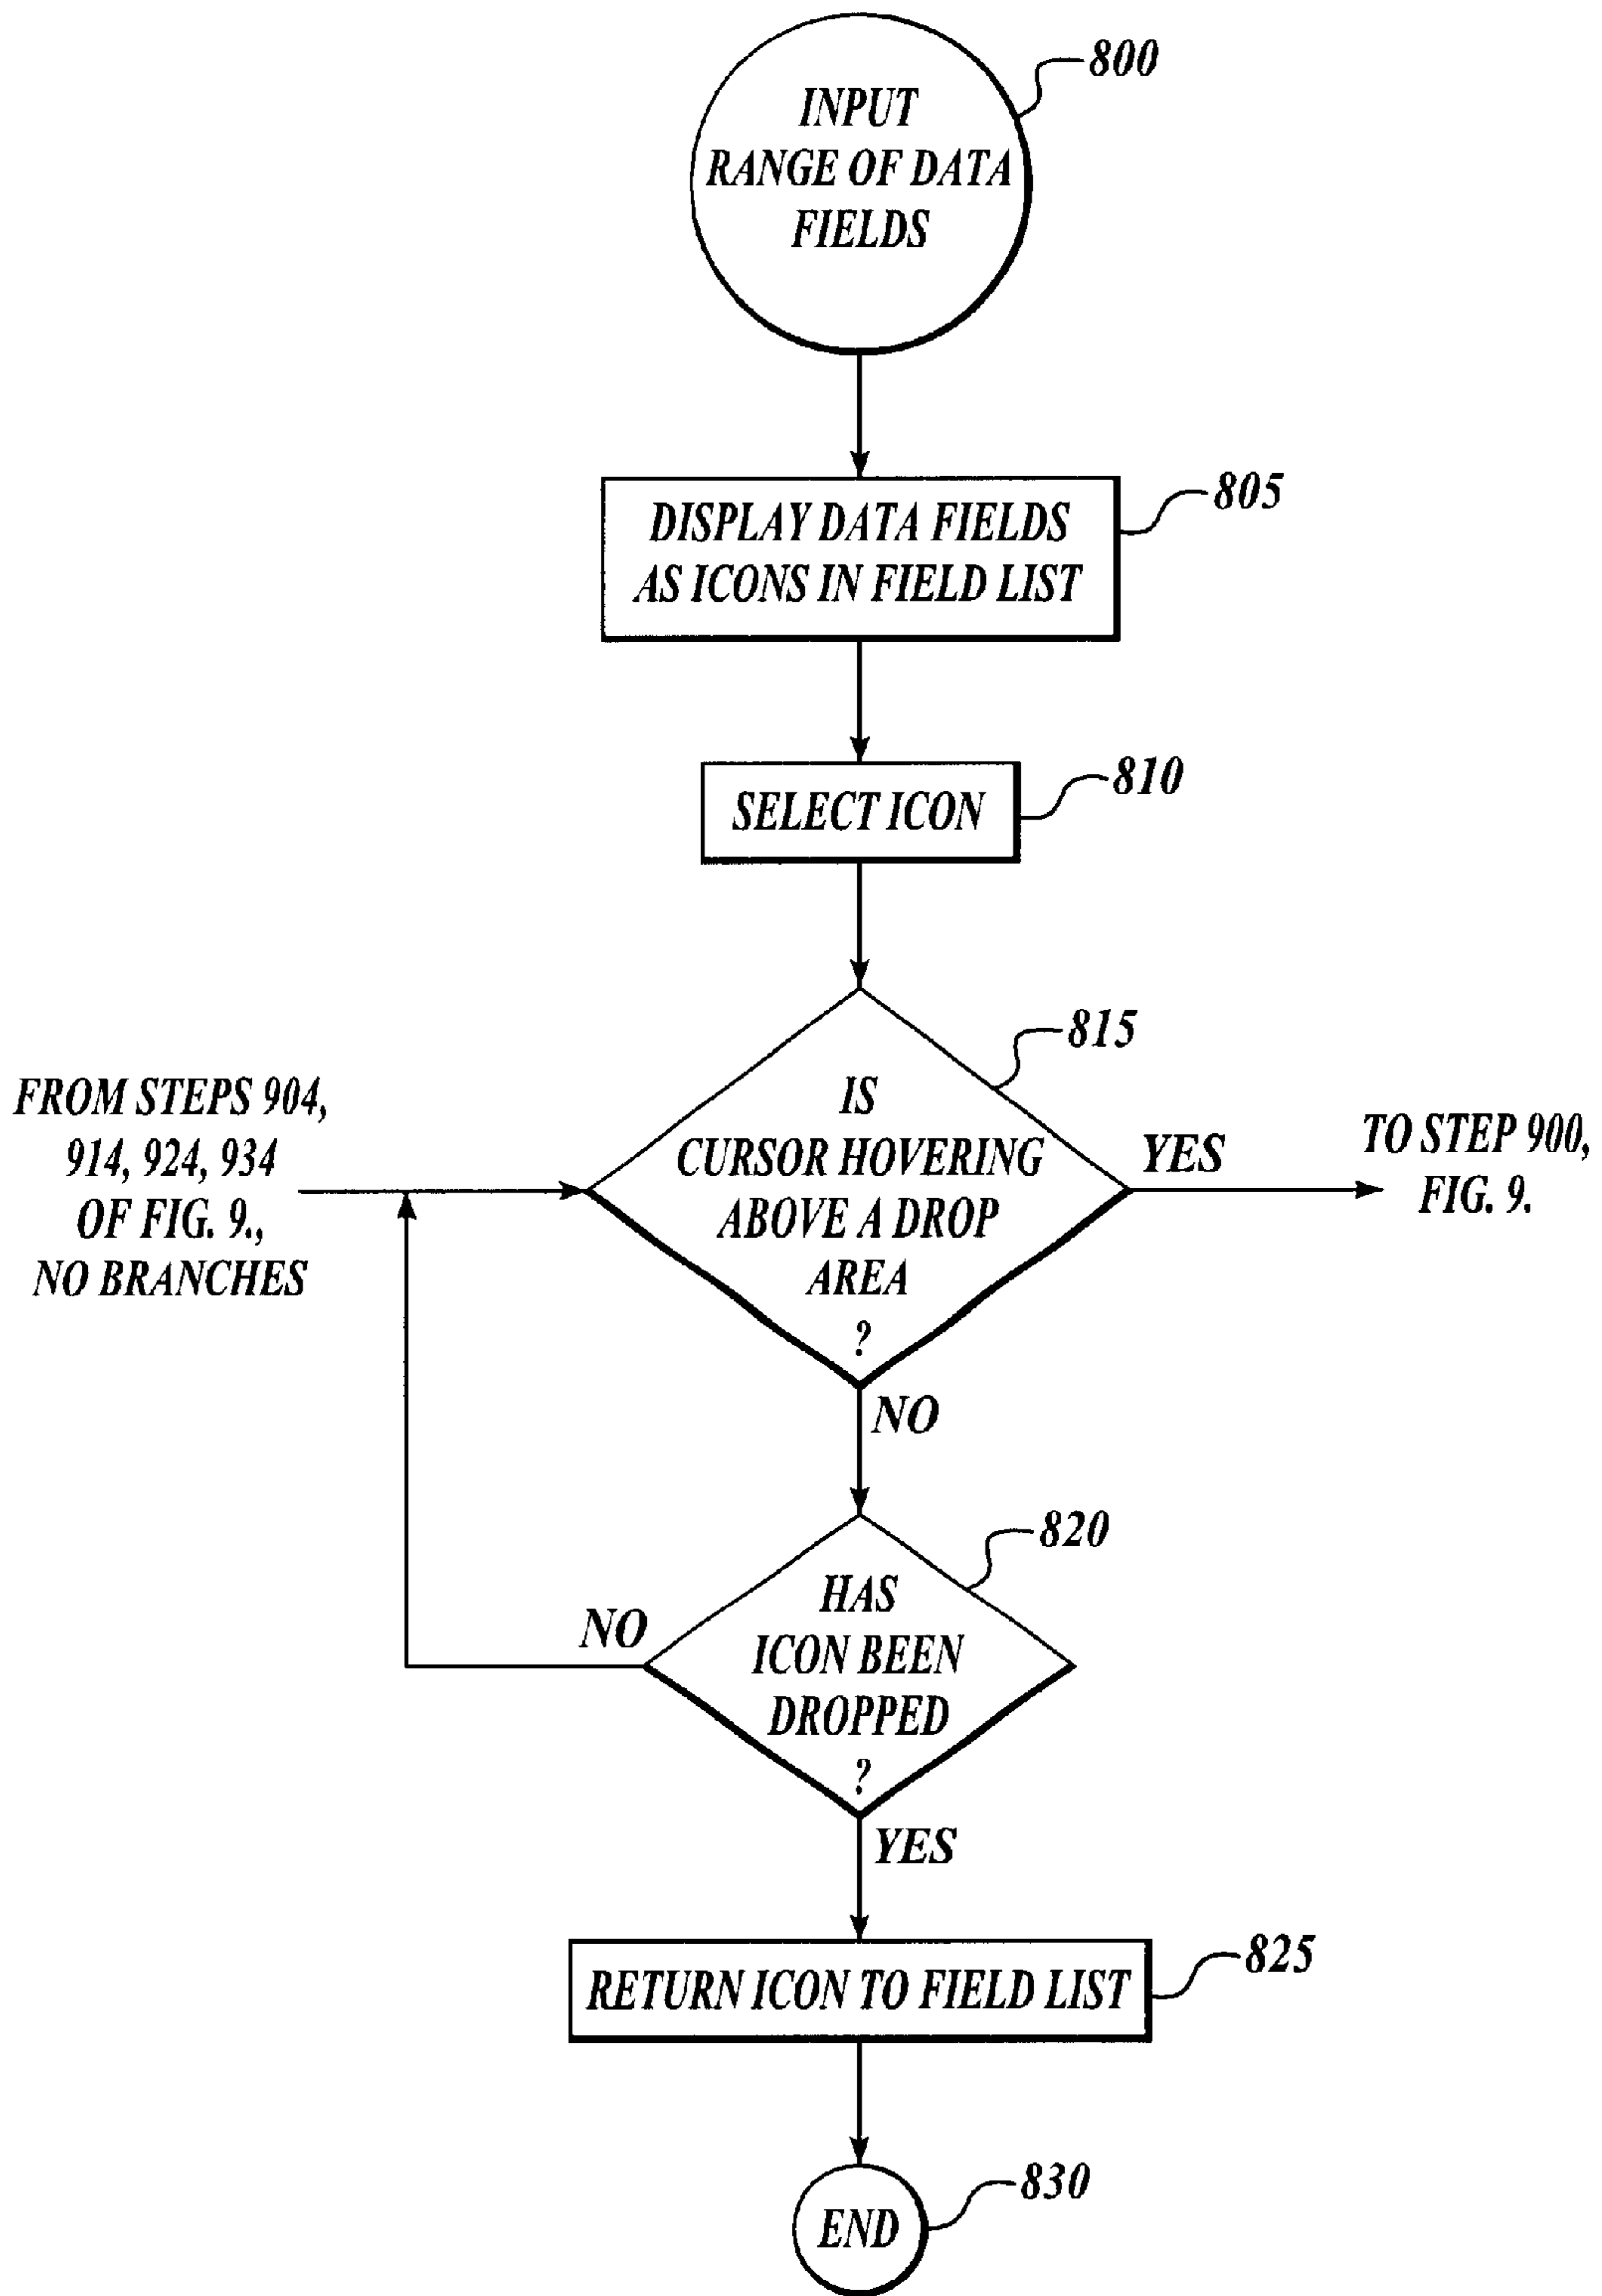 INPUT
RANGE OF DATA
FIELDS
800
DISPLAY DATA FIELDS
AS ICONS IN FIELD LIST
805
SELECT ICON
810
815
IS
CURSOR HOVERING
ABOVE A DROP
AREA
?
FROM STEPS 904,
914, 924, 934
OF FIG. 9.,
NO BRANCHES
YES
TO STEP 900,
FIG. 9.
NO
820
HAS
ICON BEEN
DROPPED
?
NO
YES
RETURN ICON TO FIELD LIST
825
END
830